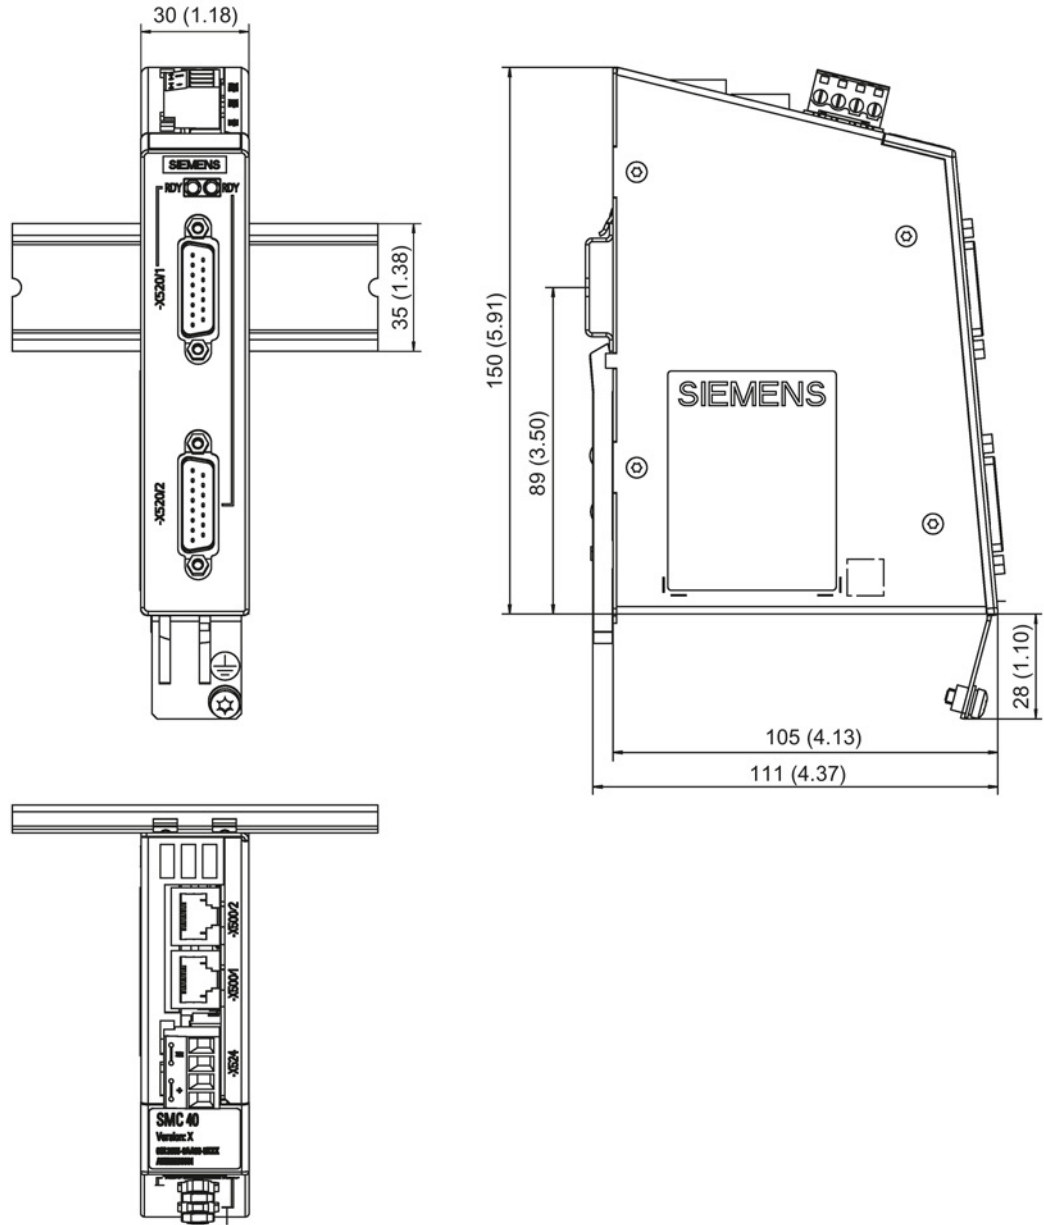 30 (1.18)
SIEMENS
RDY RDY
-X520/1
35 (1.38)
-X520/2
150 (5.91)
89 (3.50)
SIEMENS
28 (1.10)
105 (4.13)
111 (4.37)
-X500/2
-X500/1
-X524
+
SMC 40
Version: X